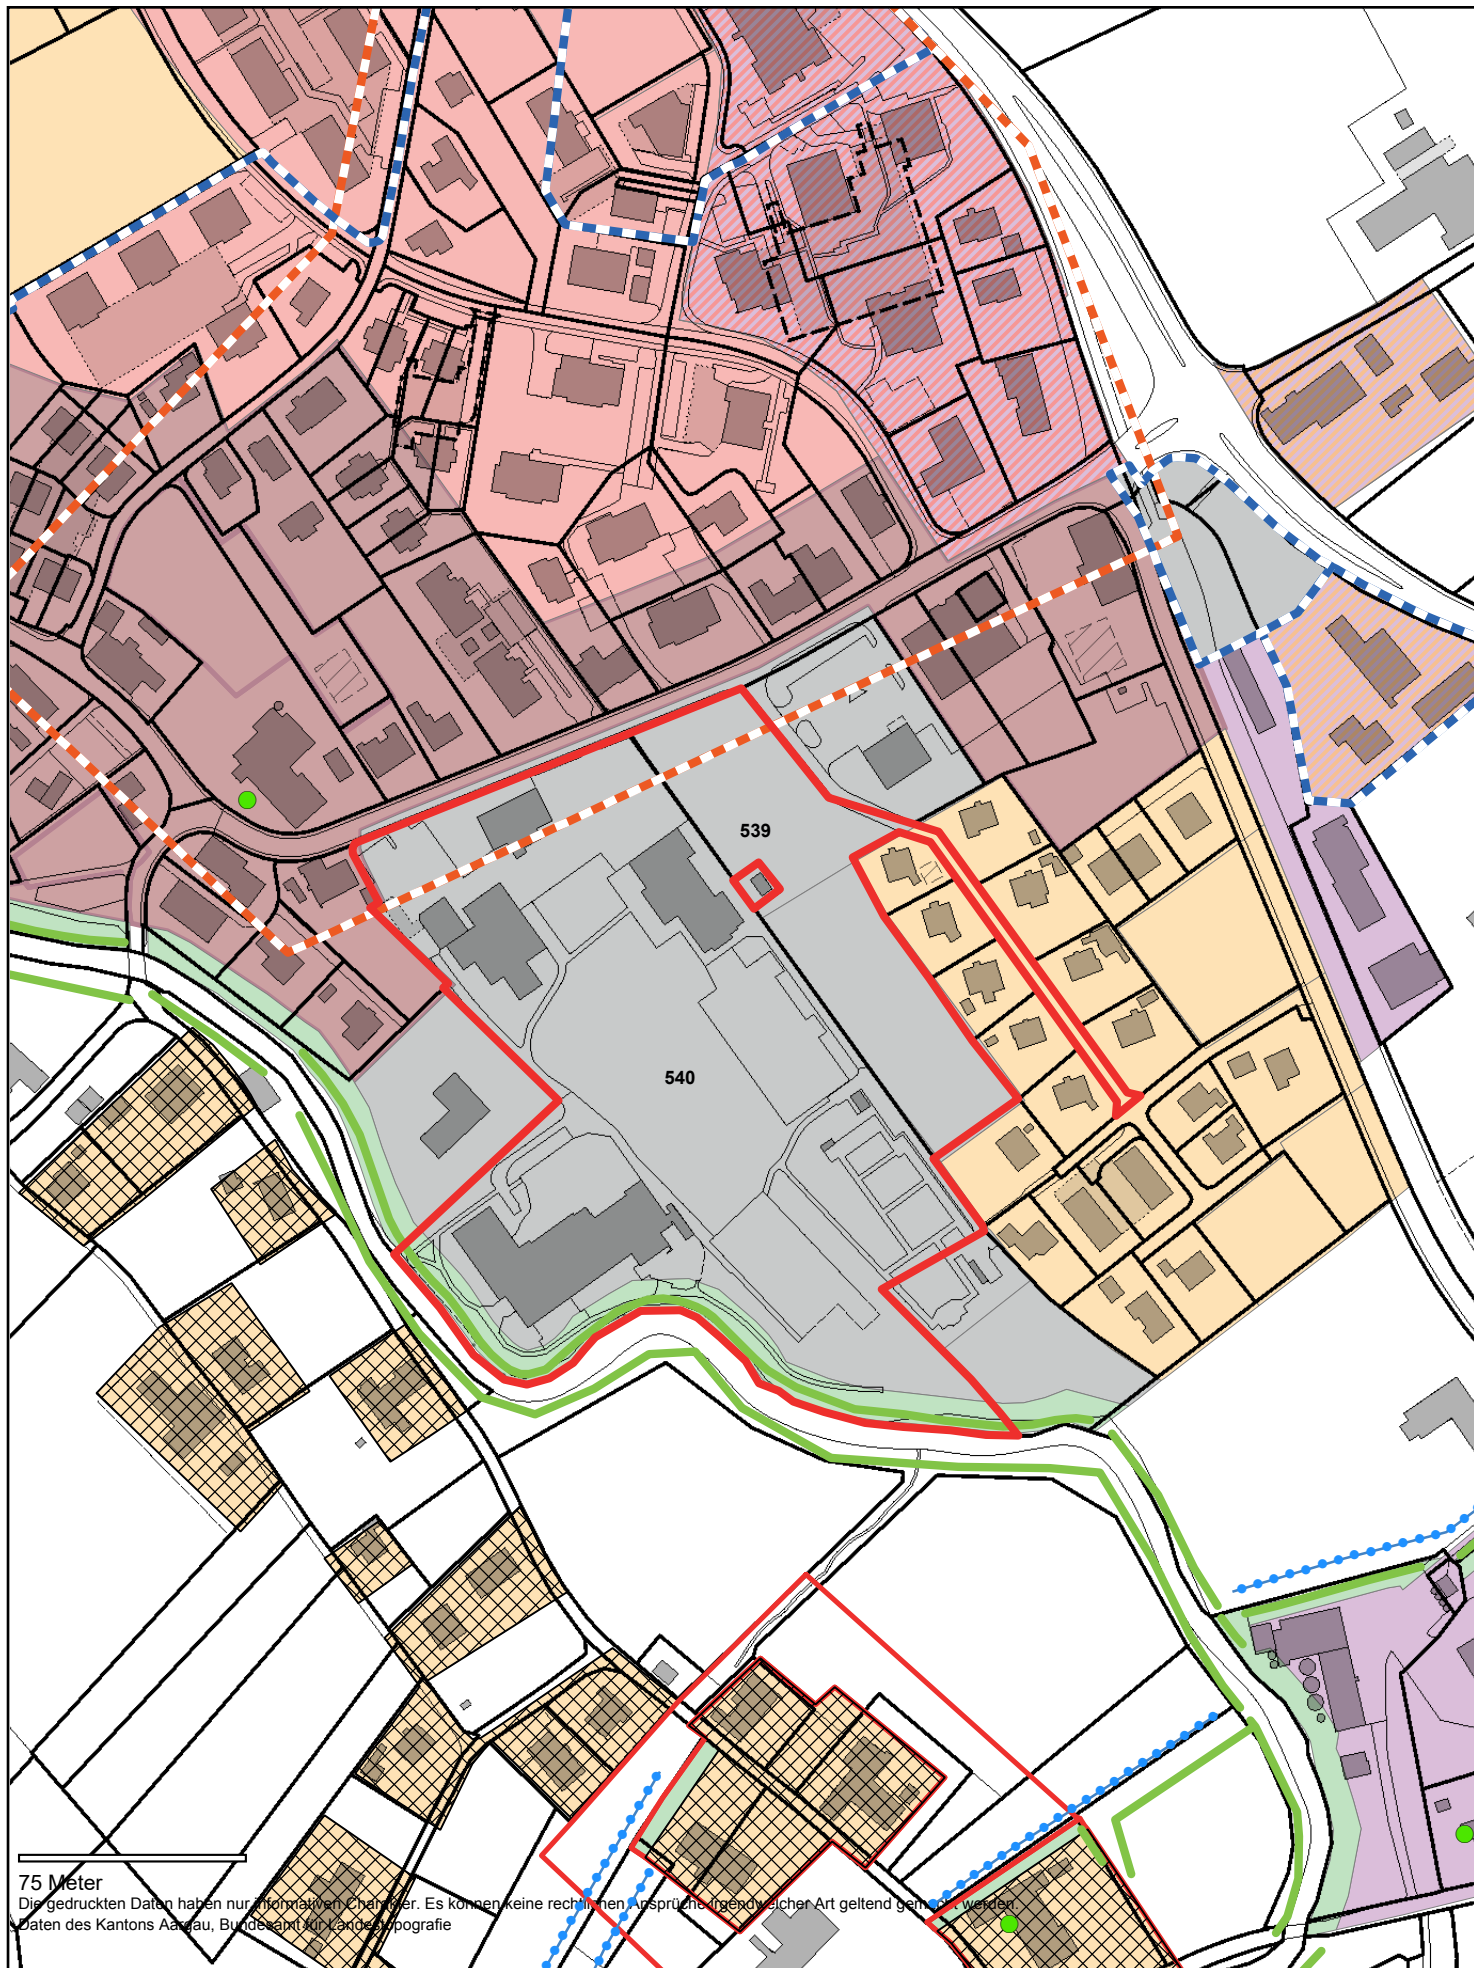 539
540
75 Meter
Die gedruckten Daten haben nur informativen Charakter. Es können keine rechtlichen Ansprüche irgendwelcher Art geltend gemacht werden.
Daten des Kantons Aargau, Bundesamt für Landestopografie